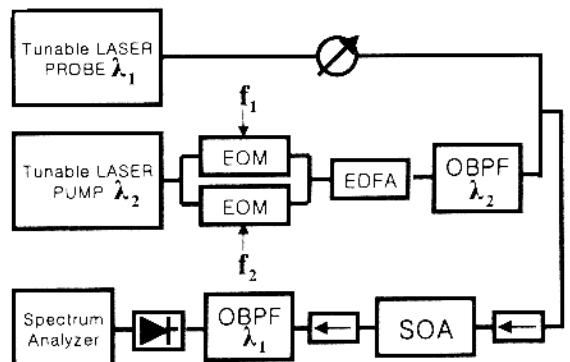 Tunable LASER
PROBE λ1
f1
Tunable LASER
PUMP λ2
EOM
EOM
f2
EDFA
OBPF
λ2
Spectrum
Analyzer
OBPF
λ1
SOA